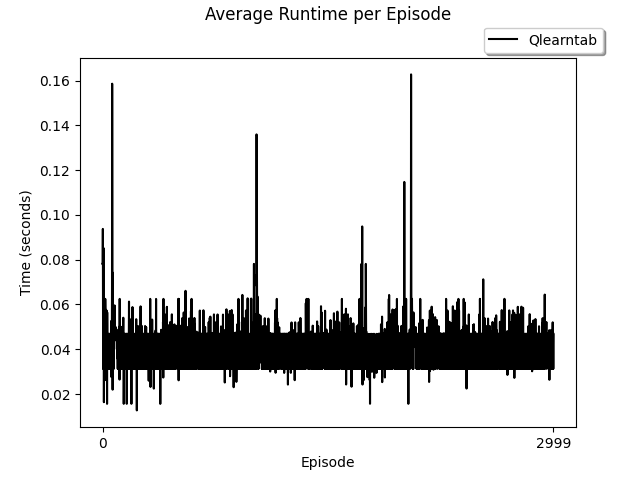 Average Runtime per Episode
Qlearntab
0.16
0.14
0.12
0.10
0.08
0.06
0.04
0.02
Time (seconds)
0 2999
Episode